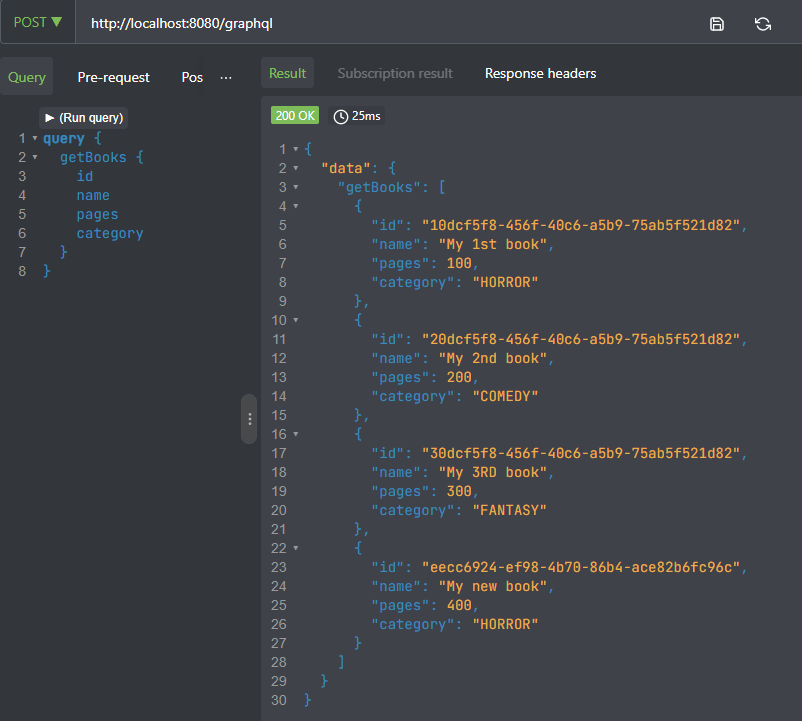 POST ▼ http://localhost:8080/graphql
Query Pre-request Pos ...
▶ (Run query)
1 query {
2 getBooks {
3 id
4 name
5 pages
6 category
7 }
8 }
Result Subscription result Response headers
200 OK 25ms
1 {
2 "data": {
3 "getBooks": [
4 {
5 "id": "10dcf5f8-456f-40c6-a5b9-75ab5f521d82",
6 "name": "My 1st book",
7 "pages": 100,
8 "category": "HORROR"
9 },
10 {
11 "id": "20dcf5f8-456f-40c6-a5b9-75ab5f521d82",
12 "name": "My 2nd book",
13 "pages": 200,
14 "category": "COMEDY"
15 },
16 {
17 "id": "30dcf5f8-456f-40c6-a5b9-75ab5f521d82",
18 "name": "My 3RD book",
19 "pages": 300,
20 "category": "FANTASY"
21 },
22 {
23 "id": "eecc6924-ef98-4b70-86b4-ace82b6fc96c",
24 "name": "My new book",
25 "pages": 400,
26 "category": "HORROR"
27 }
28 ]
29 }
30 }